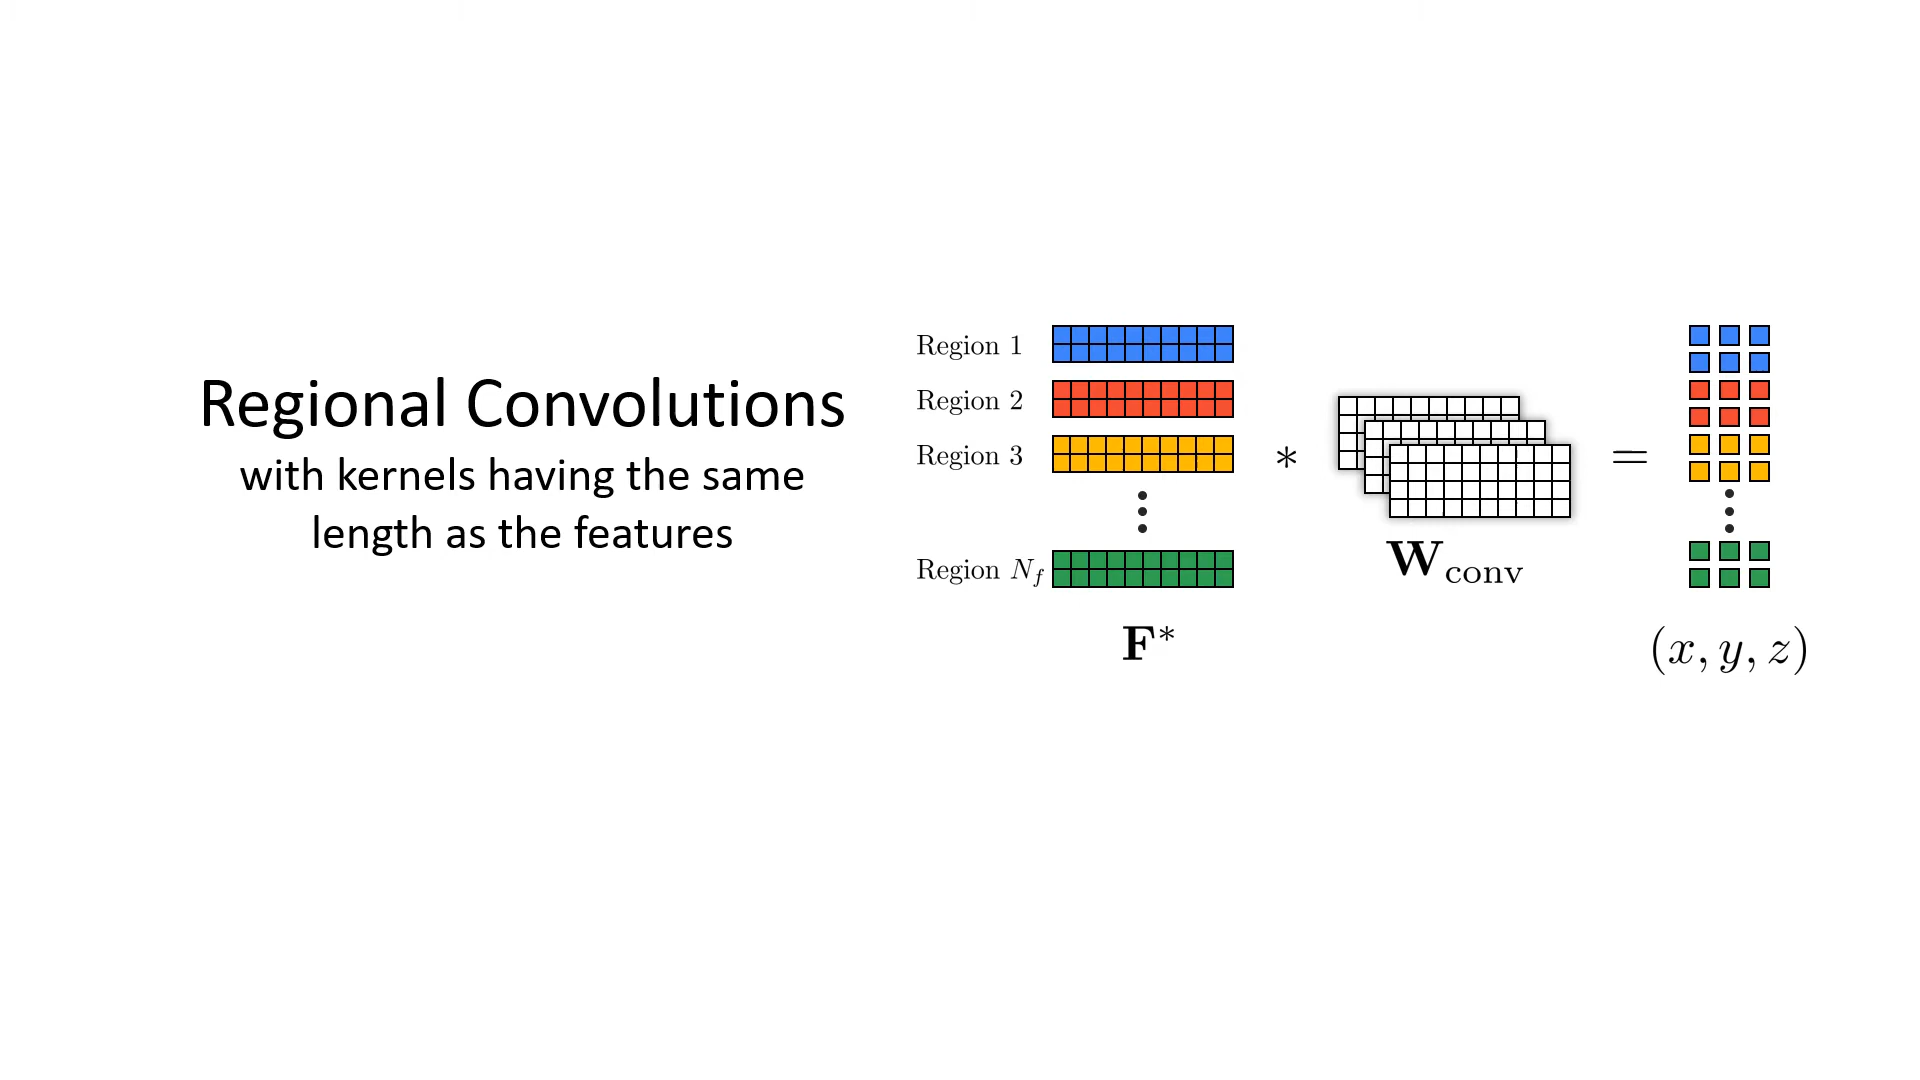 Regional Convolutions
with kernels having the same
length as the features
Region 1
Region 2
Region 3
Region N_f
F*
*
W_conv
=
(x, y, z)